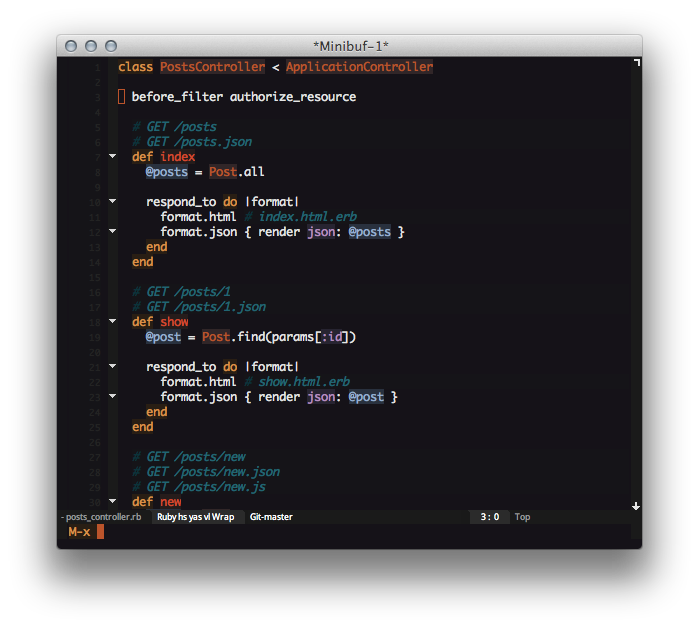 *Minibuf-1*
1 class PostsController < ApplicationController
2
3 before_filter authorize_resource
4
5 # GET /posts
6 # GET /posts.json
7 def index
8 @posts = Post.all
9
10 respond_to do |format|
11 format.html # index.html.erb
12 format.json { render json: @posts }
13 end
14 end
15
16 # GET /posts/1
17 # GET /posts/1.json
18 def show
19 @post = Post.find(params[:id])
20
21 respond_to do |format|
22 format.html # show.html.erb
23 format.json { render json: @post }
24 end
25 end
26
27 # GET /posts/new
28 # GET /posts/new.json
29 # GET /posts/new.js
30 def new
- posts_controller.rb Ruby hs yas vl Wrap Git-master 3: 0 Top
M-x